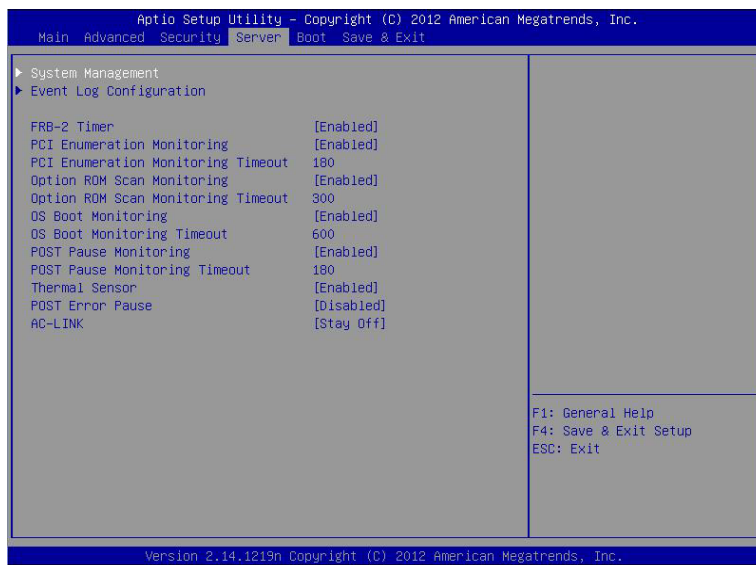 Aptio Setup Utility – Copyright (C) 2012 American Megatrends, Inc.
Main Advanced Security Server Boot Save & Exit
System Management
Event Log Configuration
FRB-2 Timer [Enabled]
PCI Enumeration Monitoring [Enabled]
PCI Enumeration Monitoring Timeout 180
Option ROM Scan Monitoring [Enabled]
Option ROM Scan Monitoring Timeout 300
OS Boot Monitoring [Enabled]
OS Boot Monitoring Timeout 600
POST Pause Monitoring [Enabled]
POST Pause Monitoring Timeout 180
Thermal Sensor [Enabled]
POST Error Pause [Disabled]
AC-LINK [Stay Off]
F1: General Help
F4: Save & Exit Setup
ESC: Exit
Version 2.14.1219n Copyright (C) 2012 American Megatrends, Inc.